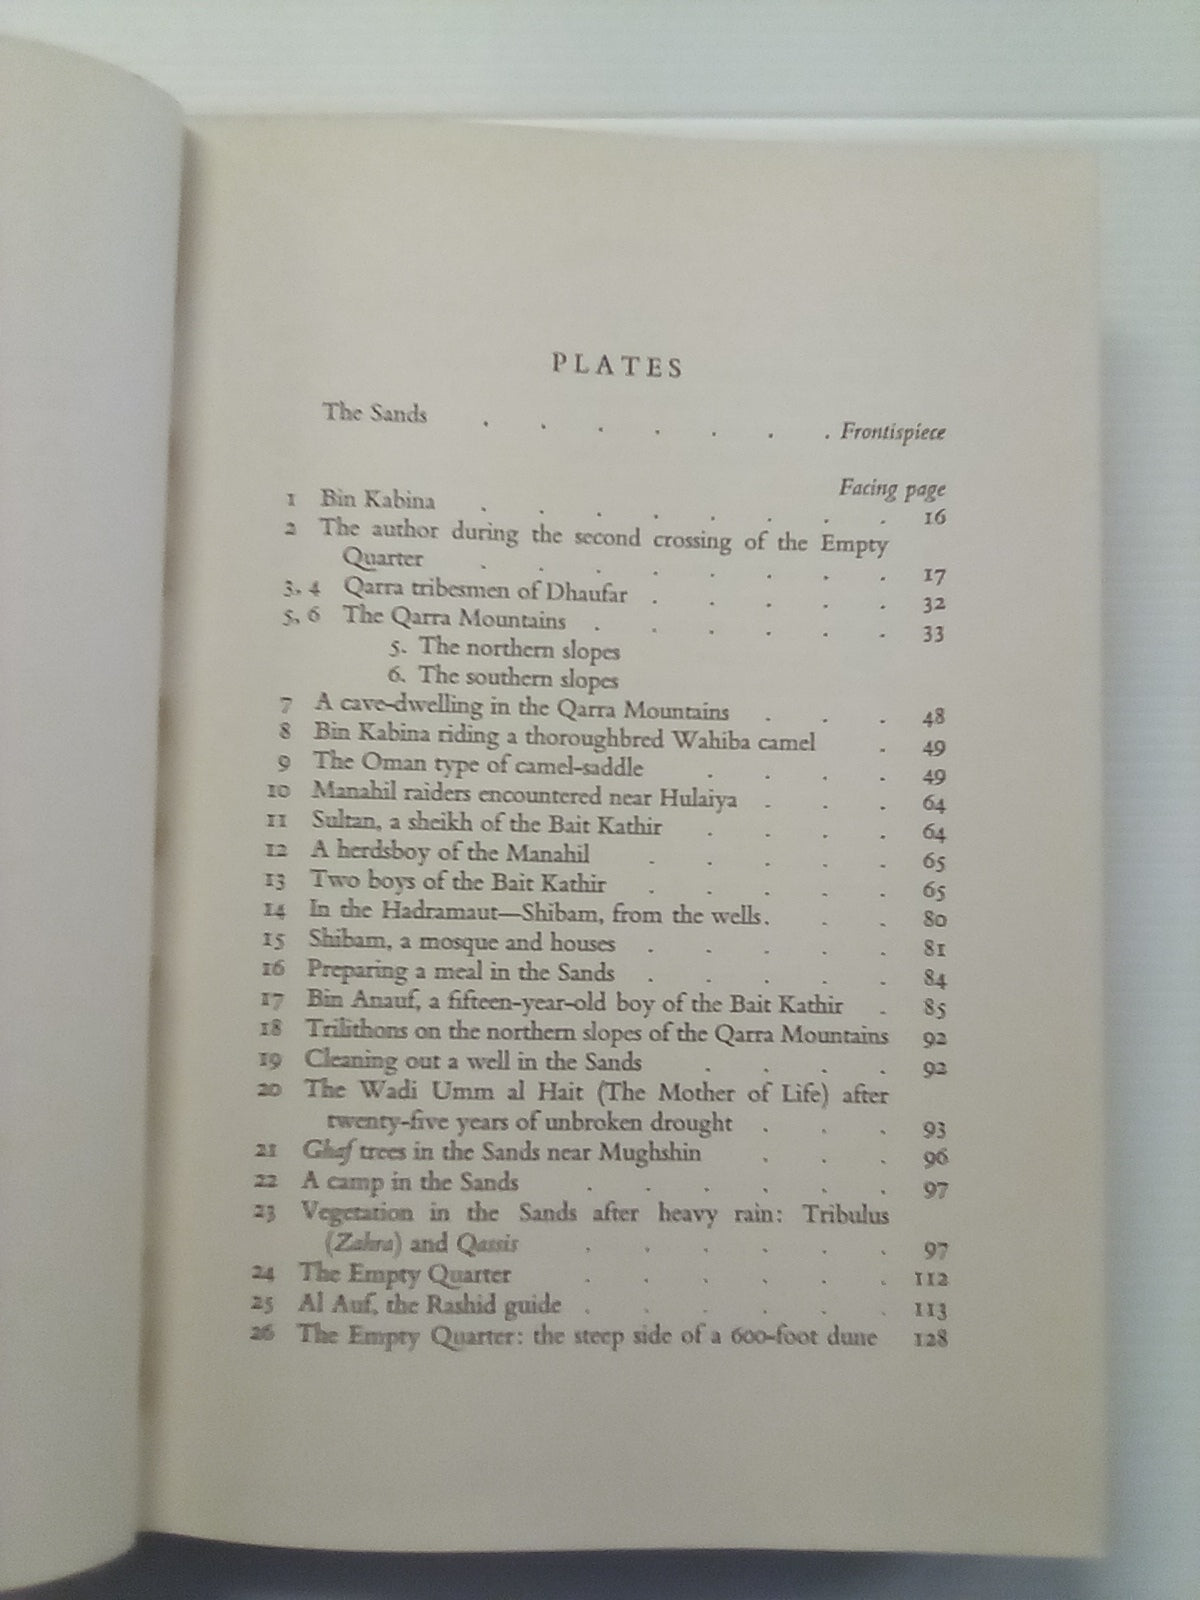 PLATES
The Sands . . . . . . . Frontispiece
Facing page
1 Bin Kabina . . . . . . . . 16
2 The author during the second crossing of the Empty
Quarter . . . . . . . . 17
3, 4 Qarra tribesmen of Dhaufar . . . . . 32
5, 6 The Qarra Mountains . . . . . . 33
5. The northern slopes
6. The southern slopes
7 A cave-dwelling in the Qarra Mountains . . . 48
8 Bin Kabina riding a thoroughbred Wahiba camel . 49
9 The Oman type of camel-saddle . . . . 49
10 Manahil raiders encountered near Hulaiya . . . 64
11 Sultan, a sheikh of the Bait Kathir . . . . 64
12 A herdsboy of the Manahil . . . . . 65
13 Two boys of the Bait Kathir . . . . . 65
14 In the Hadramaut—Shibam, from the wells. . . 80
15 Shibam, a mosque and houses . . . . . 81
16 Preparing a meal in the Sands . . . . . 84
17 Bin Anauf, a fifteen-year-old boy of the Bait Kathir . 85
18 Trilithons on the northern slopes of the Qarra Mountains 92
19 Cleaning out a well in the Sands . . . . 92
20 The Wadi Umm al Hait (The Mother of Life) after
twenty-five years of unbroken drought . . . 93
21 Ghaf trees in the Sands near Mughshin . . . 96
22 A camp in the Sands . . . . . . 97
23 Vegetation in the Sands after heavy rain: Tribulus
(Zahra) and Qassis . . . . . . 97
24 The Empty Quarter . . . . . . 112
25 Al Auf, the Rashid guide . . . . . . 113
26 The Empty Quarter: the steep side of a 600-foot dune 128